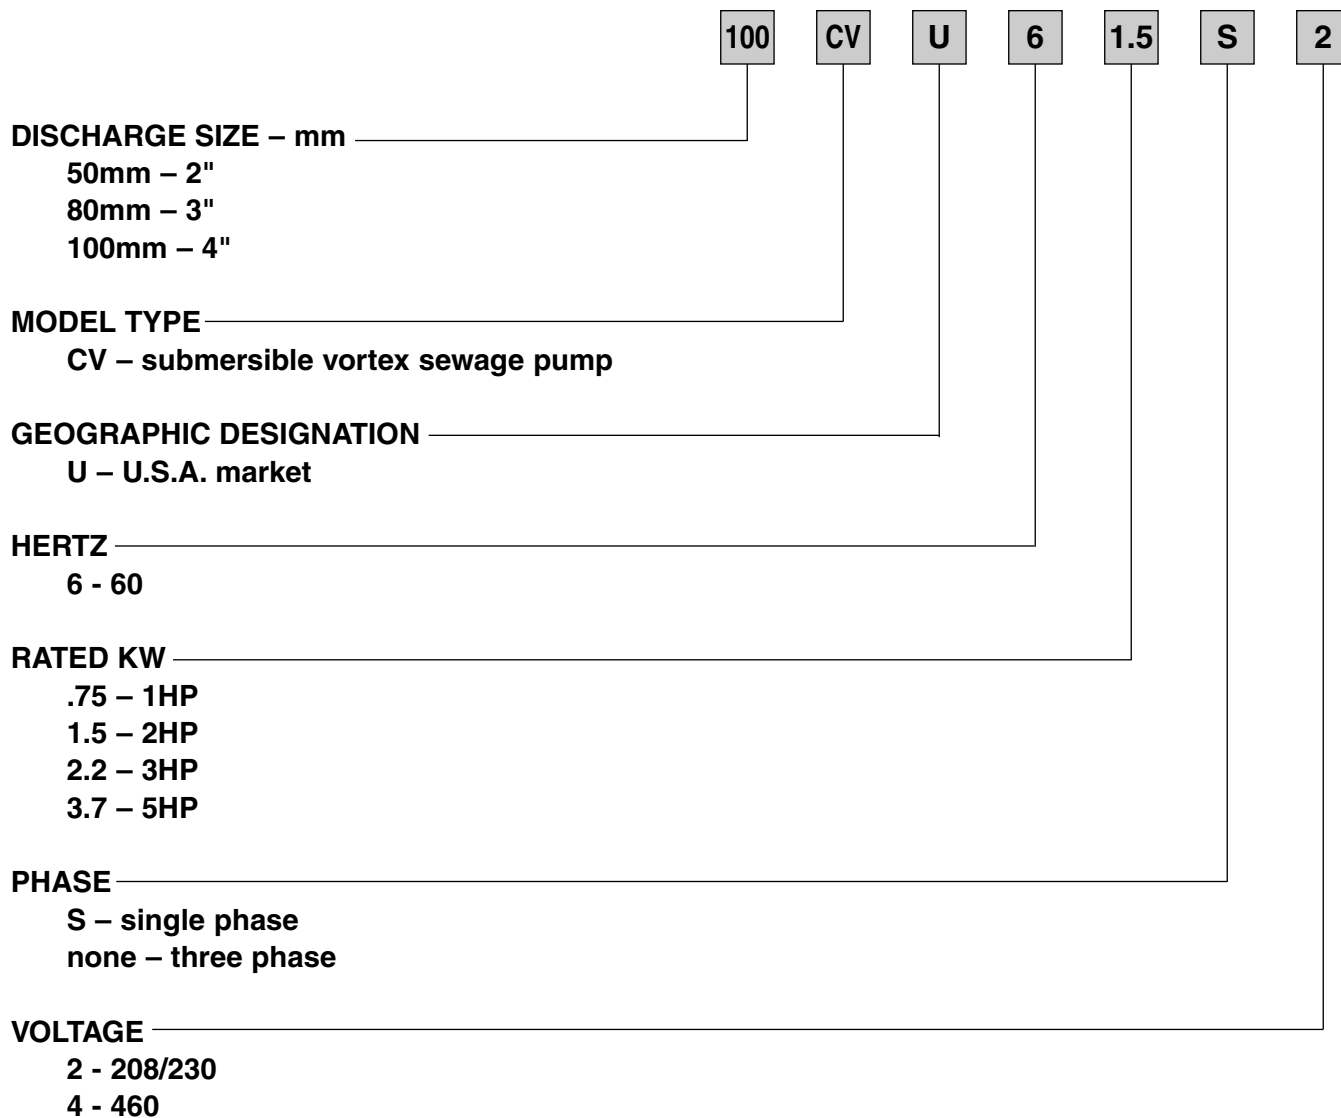 100 CV U 6 1.5 S 2
DISCHARGE SIZE – mm
50mm – 2"
80mm – 3"
100mm – 4"
MODEL TYPE
CV – submersible vortex sewage pump
GEOGRAPHIC DESIGNATION
U – U.S.A. market
HERTZ
6 - 60
RATED KW
.75 – 1HP
1.5 – 2HP
2.2 – 3HP
3.7 – 5HP
PHASE
S – single phase
none – three phase
VOLTAGE
2 - 208/230
4 - 460